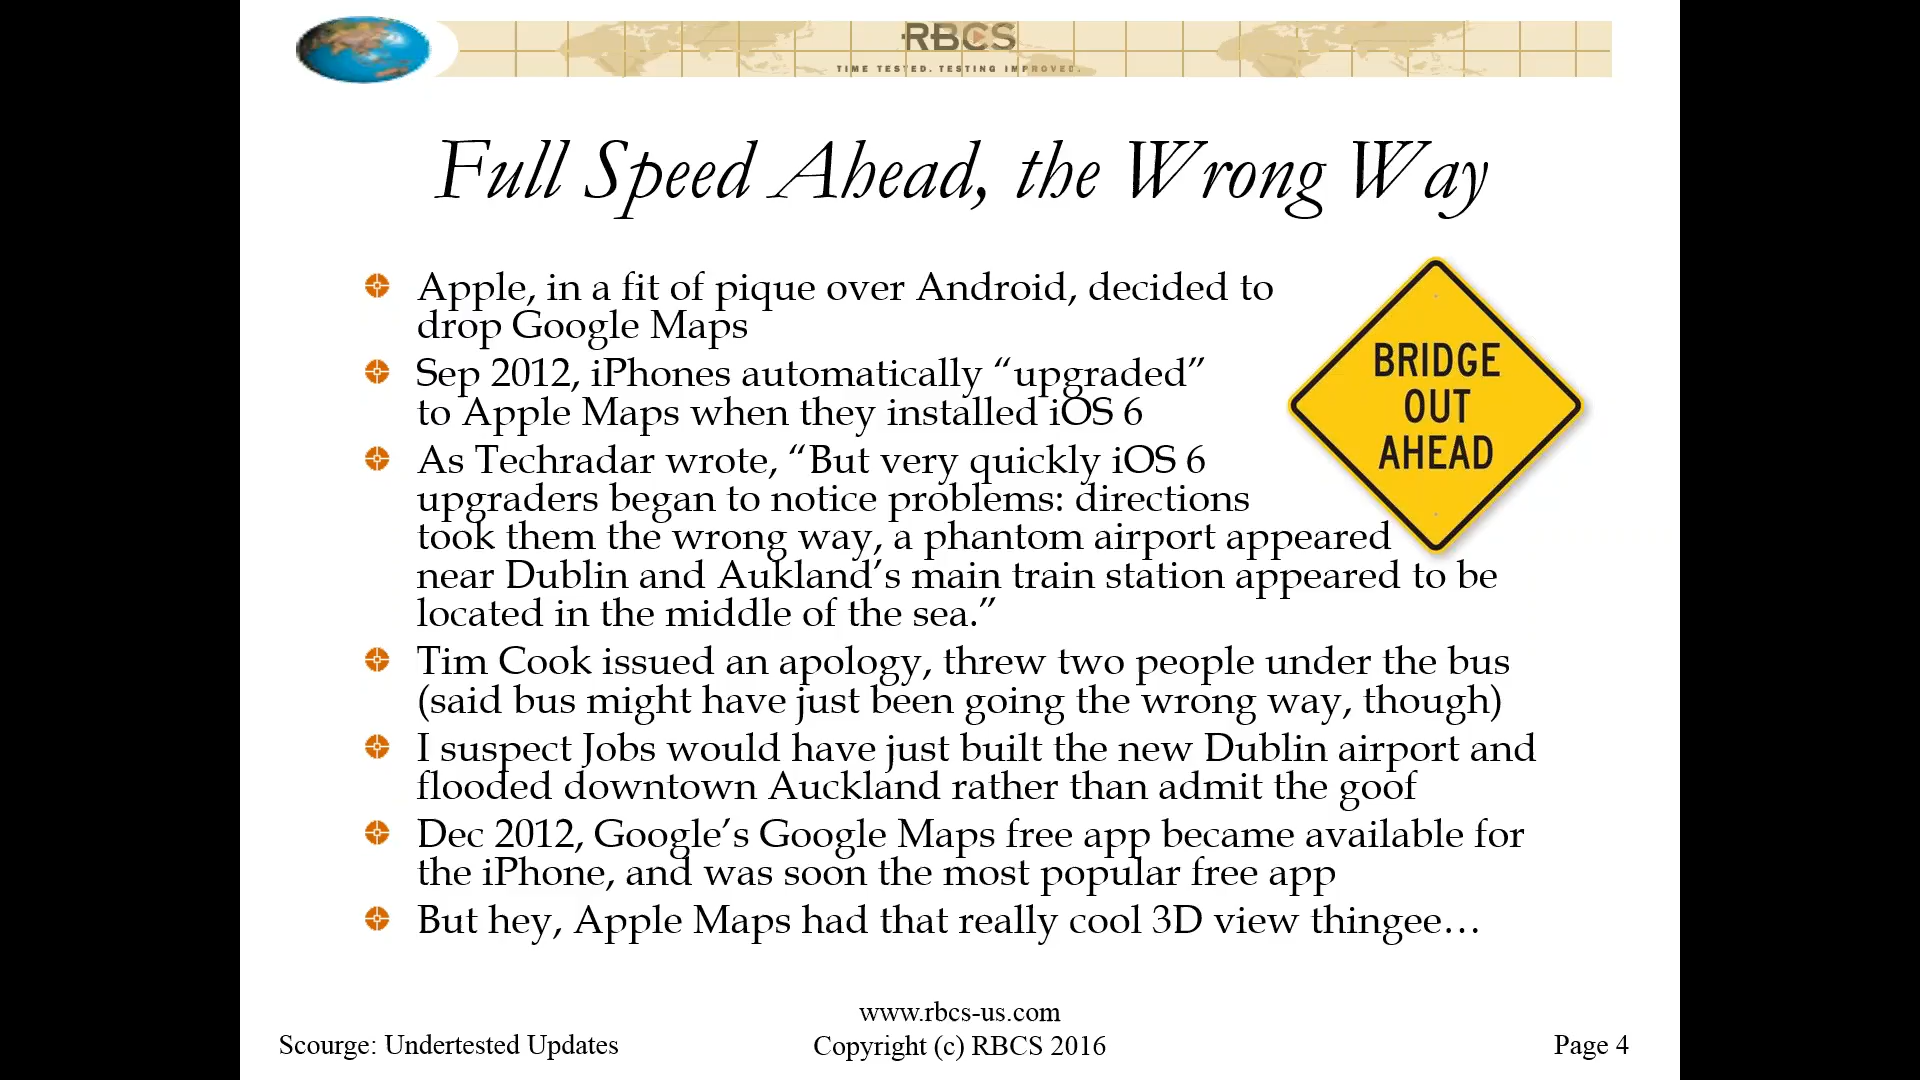 RBCS
TIME TESTED. TESTING IMPROVED.
Full Speed Ahead, the Wrong Way
Apple, in a fit of pique over Android, decided to
drop Google Maps
Sep 2012, iPhones automatically “upgraded”
to Apple Maps when they installed iOS 6
As Techradar wrote, “But very quickly iOS 6
upgraders began to notice problems: directions
took them the wrong way, a phantom airport appeared
near Dublin and Aukland’s main train station appeared to be
located in the middle of the sea.”
BRIDGE
OUT
AHEAD
Tim Cook issued an apology, threw two people under the bus
(said bus might have just been going the wrong way, though)
I suspect Jobs would have just built the new Dublin airport and
flooded downtown Auckland rather than admit the goof
Dec 2012, Google’s Google Maps free app became available for
the iPhone, and was soon the most popular free app
But hey, Apple Maps had that really cool 3D view thingee…
www.rbcs-us.com
Scourge: Undertested Updates
Copyright (c) RBCS 2016
Page 4